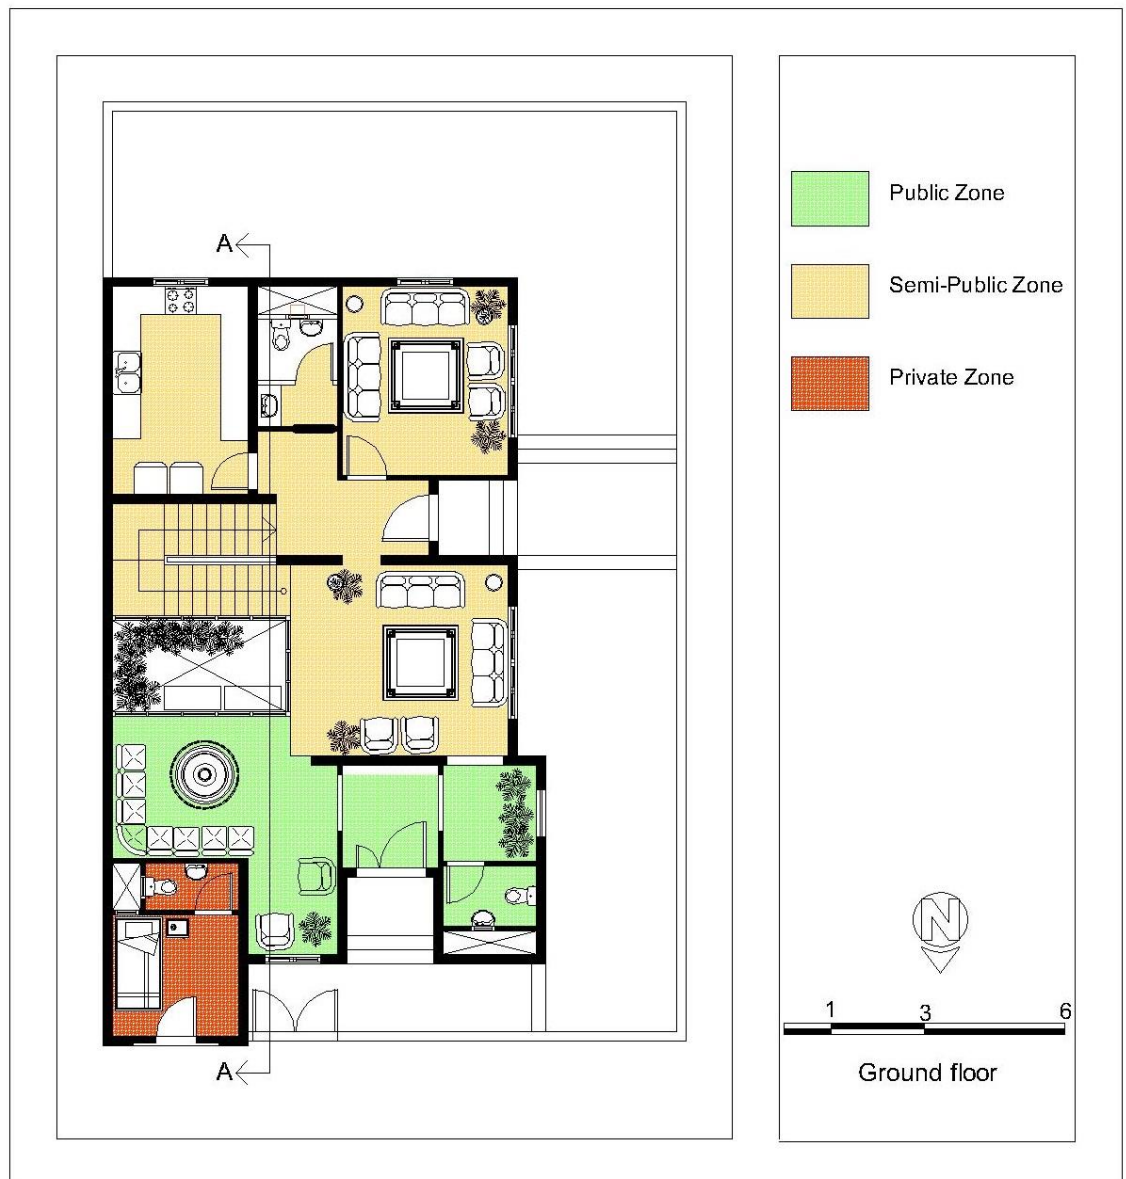 A
A
Public Zone
Semi-Public Zone
Private Zone
N
1 3 6
Ground floor